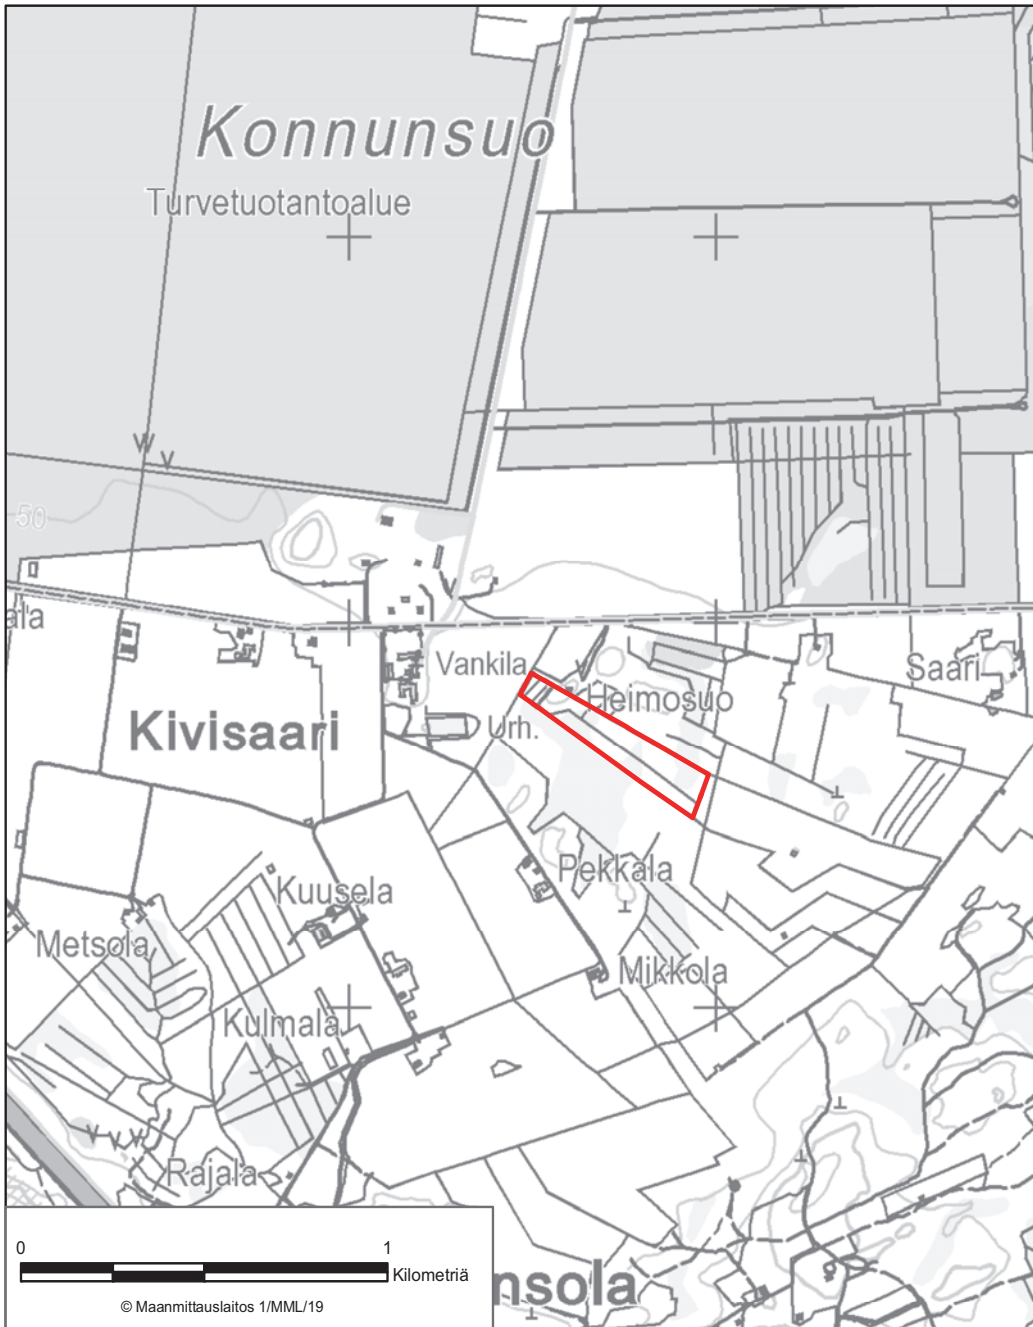 Konnunsuo
Turvetuotantoalue
50
Vankila
Saari
Heimosuo
Kivisaari
Urh.
Pekkala
Kuusela
Metsola
Mikkola
Kulmala
Rajala
0 1
Kilometriä
nsola
© Maanmittauslaitos 1/MML/19